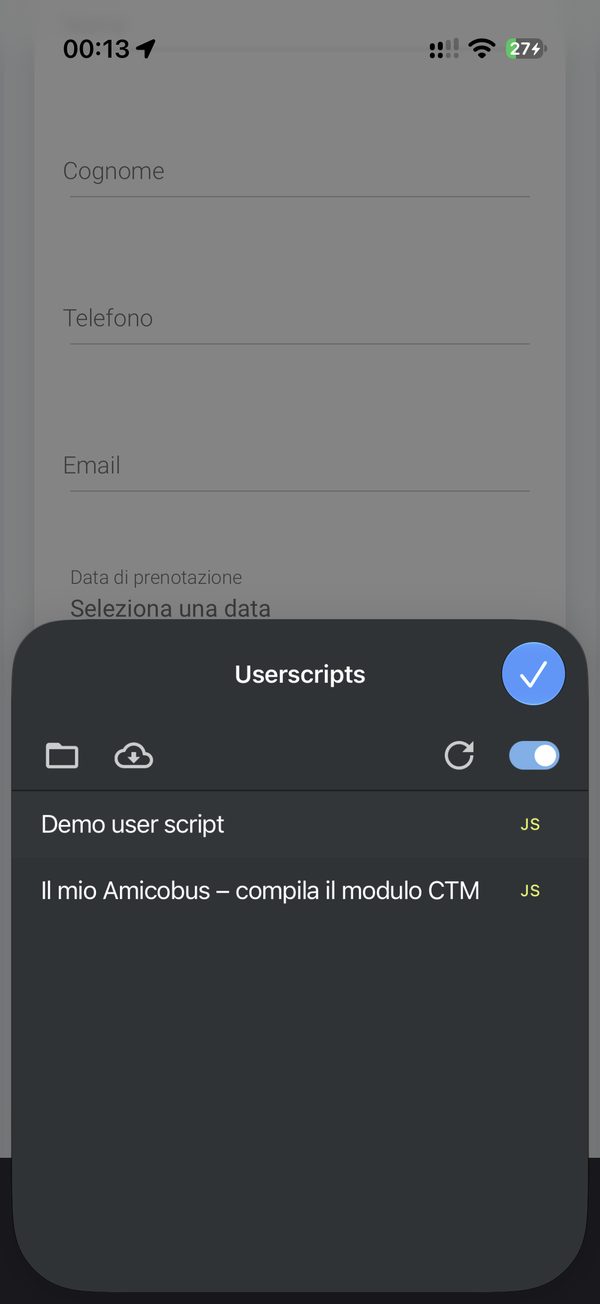 00:13
27
Cognome
Telefono
Email
Data di prenotazione
Seleziona una data
Userscripts
Demo user script JS
Il mio Amicobus – compila il modulo CTM JS